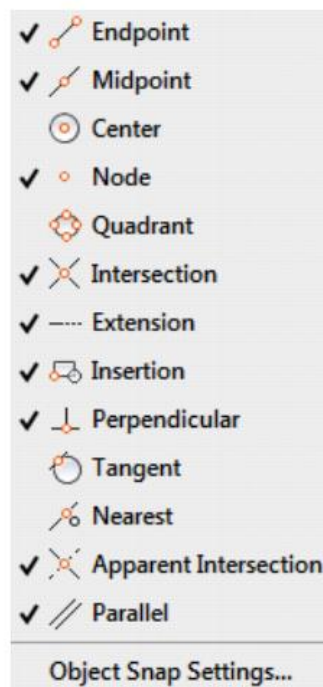 Endpoint
Midpoint
Center
Node
Quadrant
Intersection
Extension
Insertion
Perpendicular
Tangent
Nearest
Apparent Intersection
Parallel
Object Snap Settings...